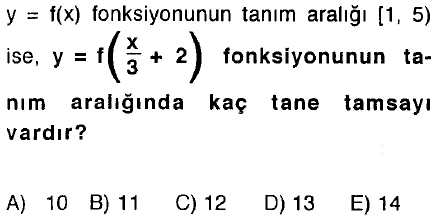 y = f(x) fonksiyonunun tanım aralığı [1, 5)
ise, y = f(x/3 + 2) fonksiyonunun ta-
nım aralığında kaç tane tamsayı
vardır?
A) 10 B) 11 C) 12 D) 13 E) 14